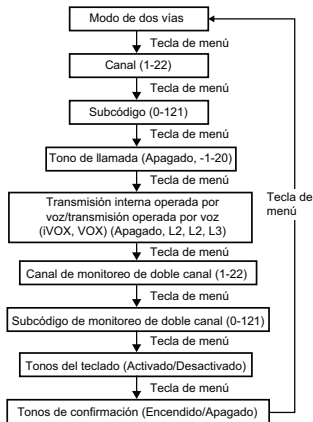 Modo de dos vías
Tecla de menú
Canal (1-22)
Tecla de menú
Subcódigo (0-121)
Tecla de menú
Tono de llamada (Apagado, -1-20)
Tecla de menú
Transmisión interna operada por
voz/transmisión operada por voz
(iVOX, VOX) (Apagado, L2, L2, L3)
Tecla de menú
Canal de monitoreo de doble canal (1-22)
Tecla de menú
Subcódigo de monitoreo de doble canal (0-121)
Tecla de menú
Tonos del teclado (Activado/Desactivado)
Tecla de menú
Tonos de confirmación (Encendido/Apagado)
Tecla de
menú